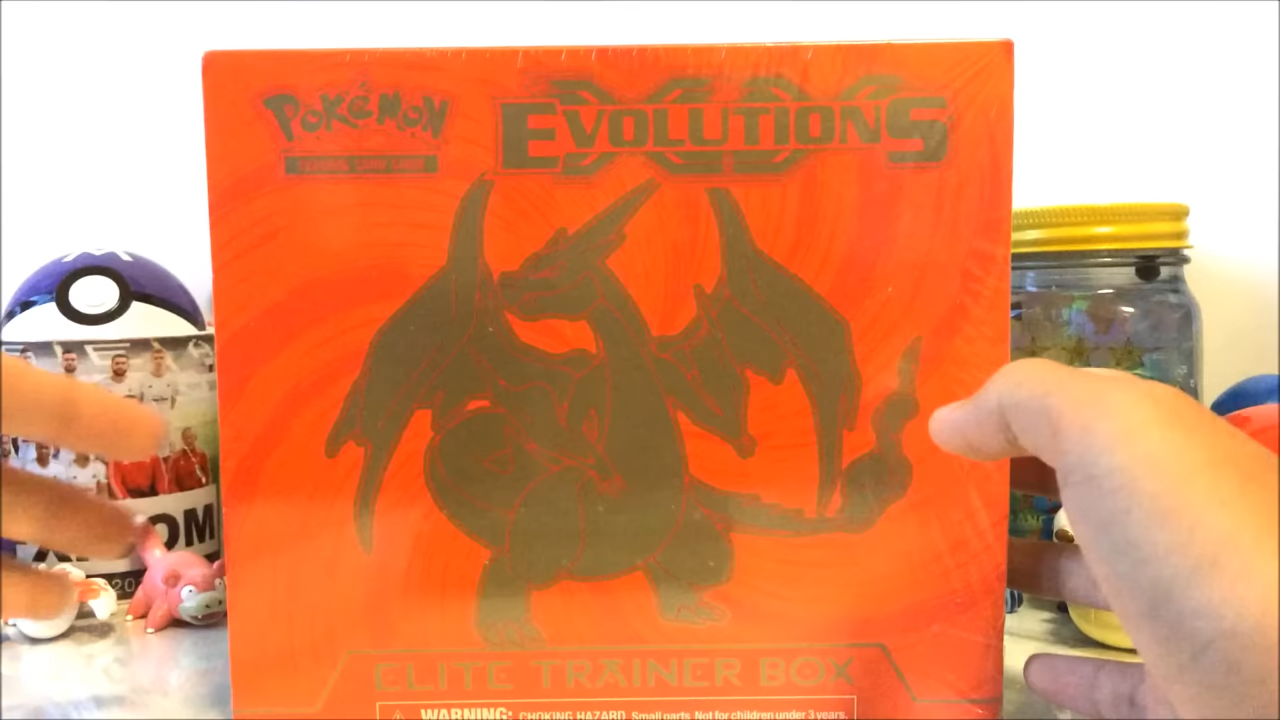 POKéMON
TRADING CARD GAME
XY
EVOLUTIONS
ELITE TRAINER BOX
WARNING: CHOKING HAZARD. Small parts. Not for children under 3 years.